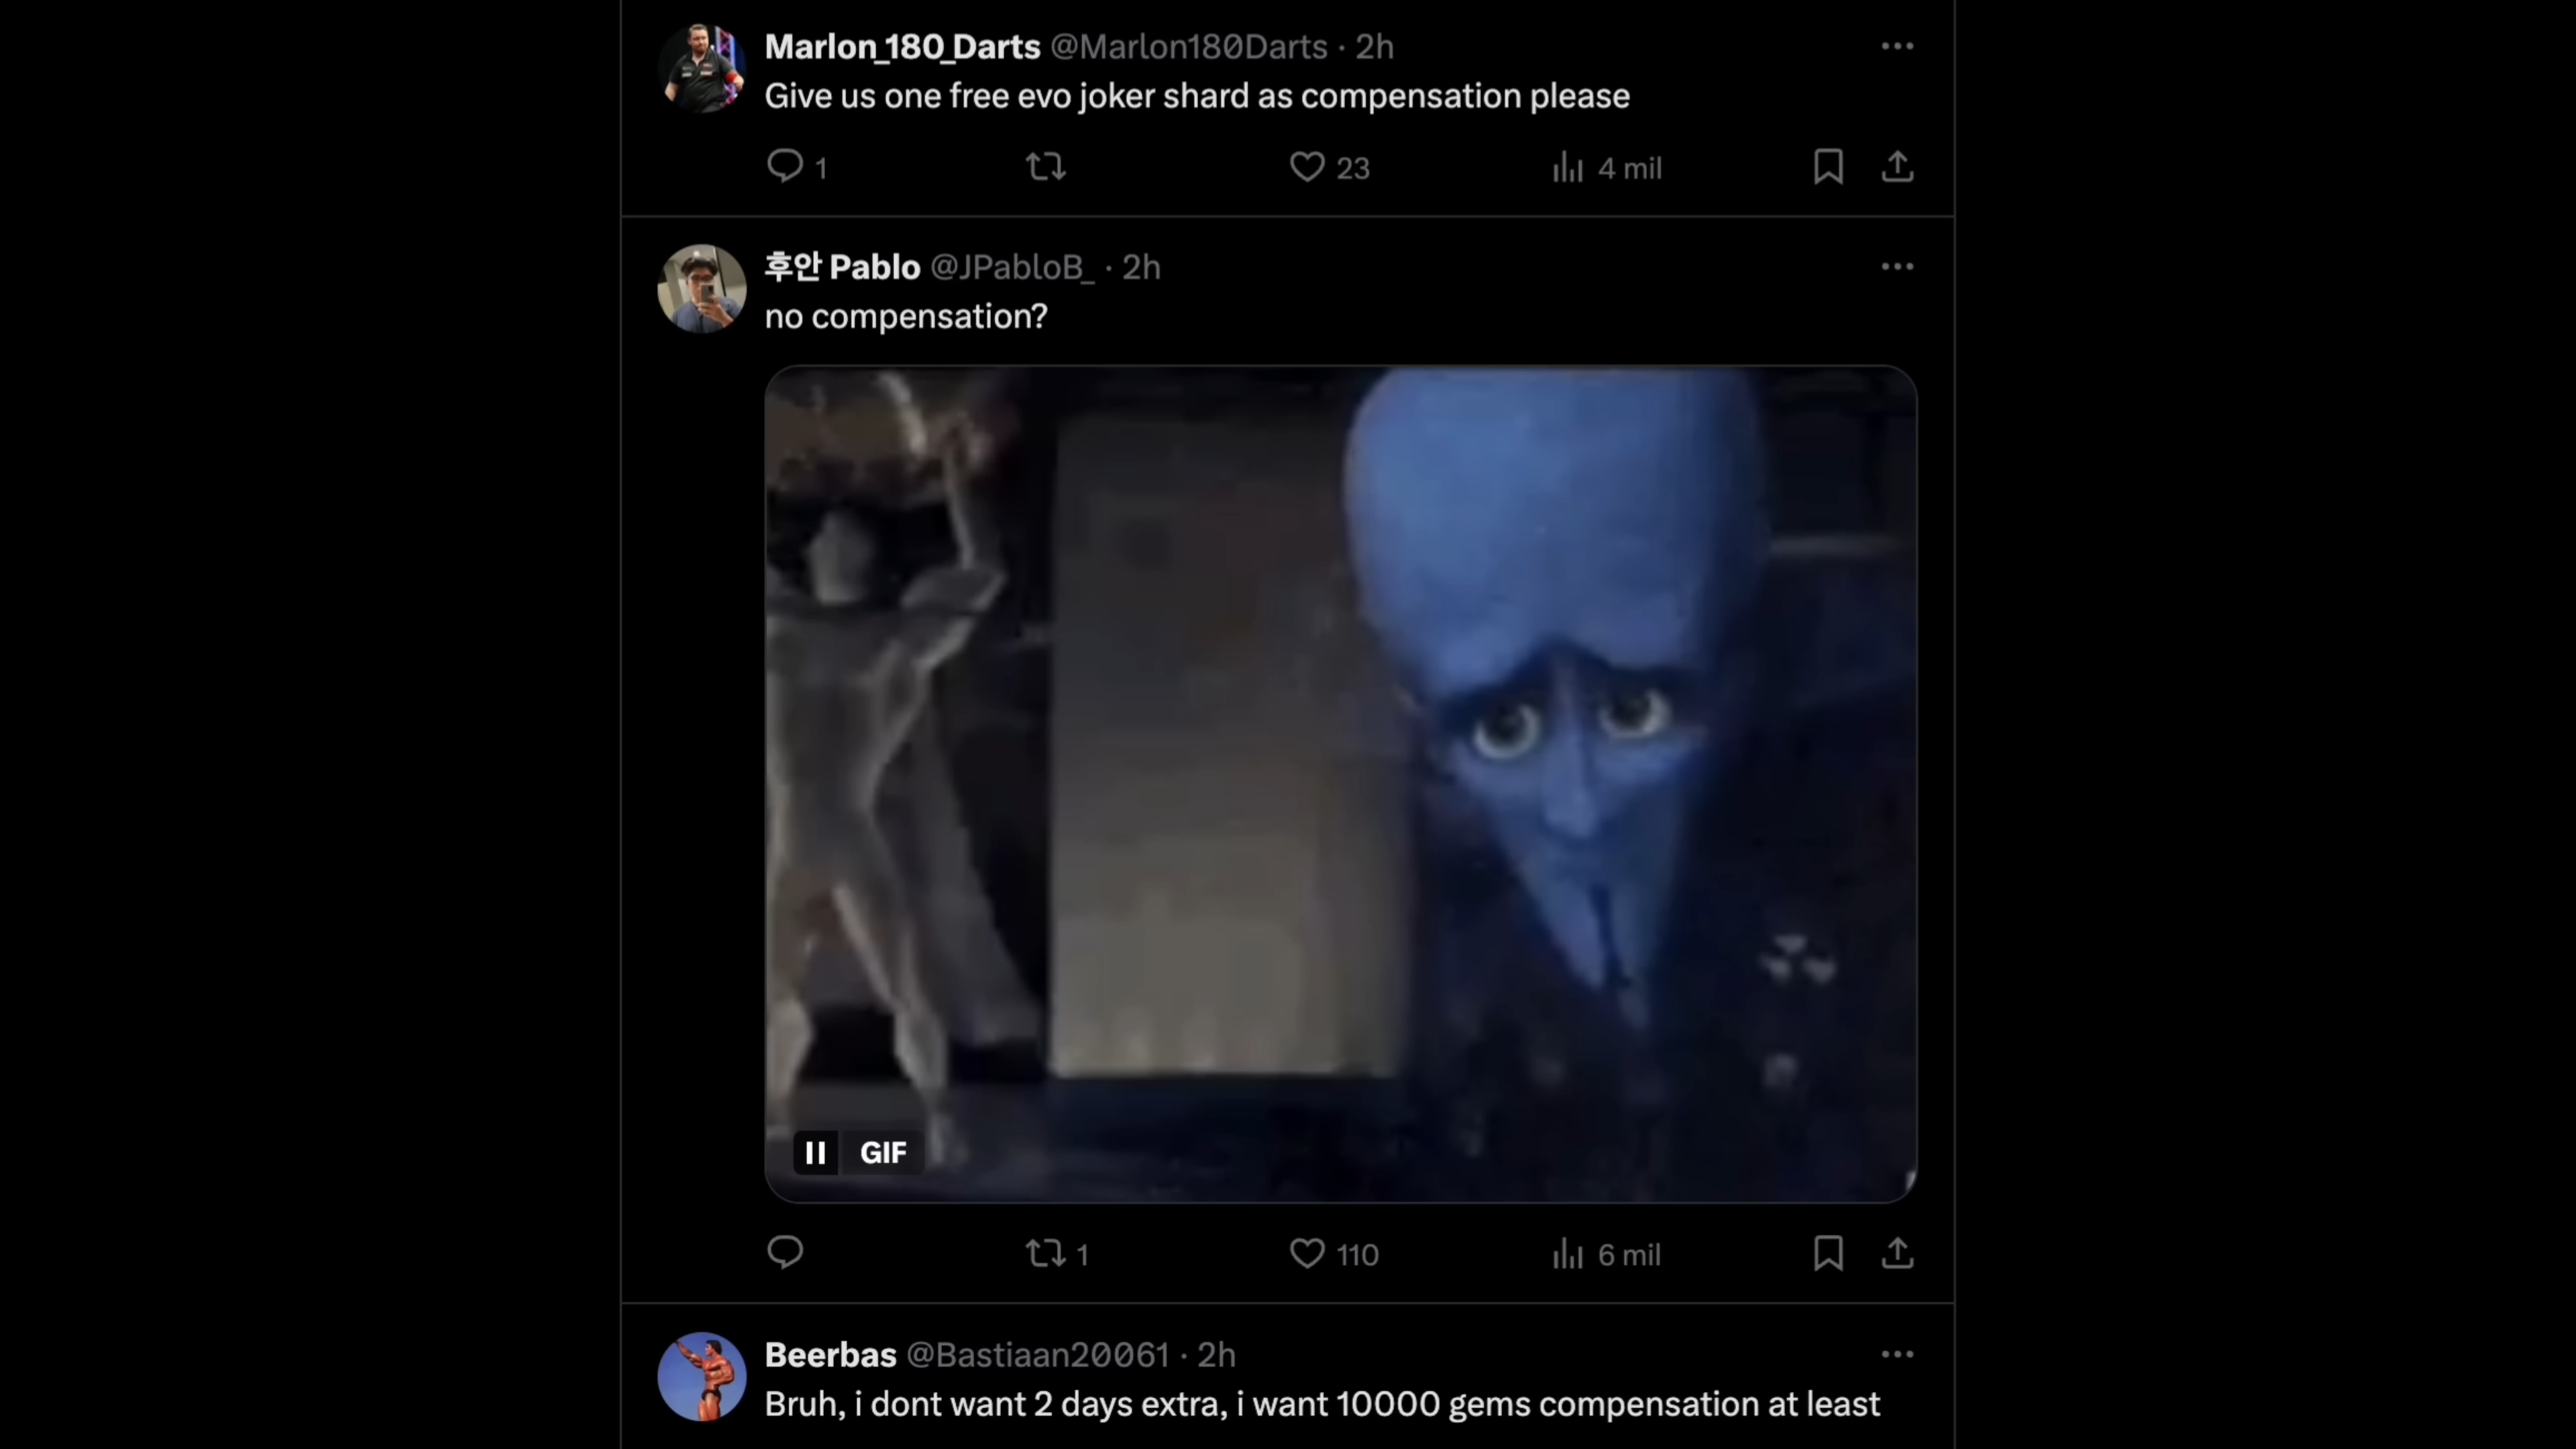 Marlon_180_Darts @Marlon180Darts · 2h
Give us one free evo joker shard as compensation please
1 23 4 mil
후안 Pablo @JPabloB_ · 2h
no compensation?
GIF
1 110 6 mil
Beerbas @Bastiaan20061 · 2h
Bruh, i dont want 2 days extra, i want 10000 gems compensation at least